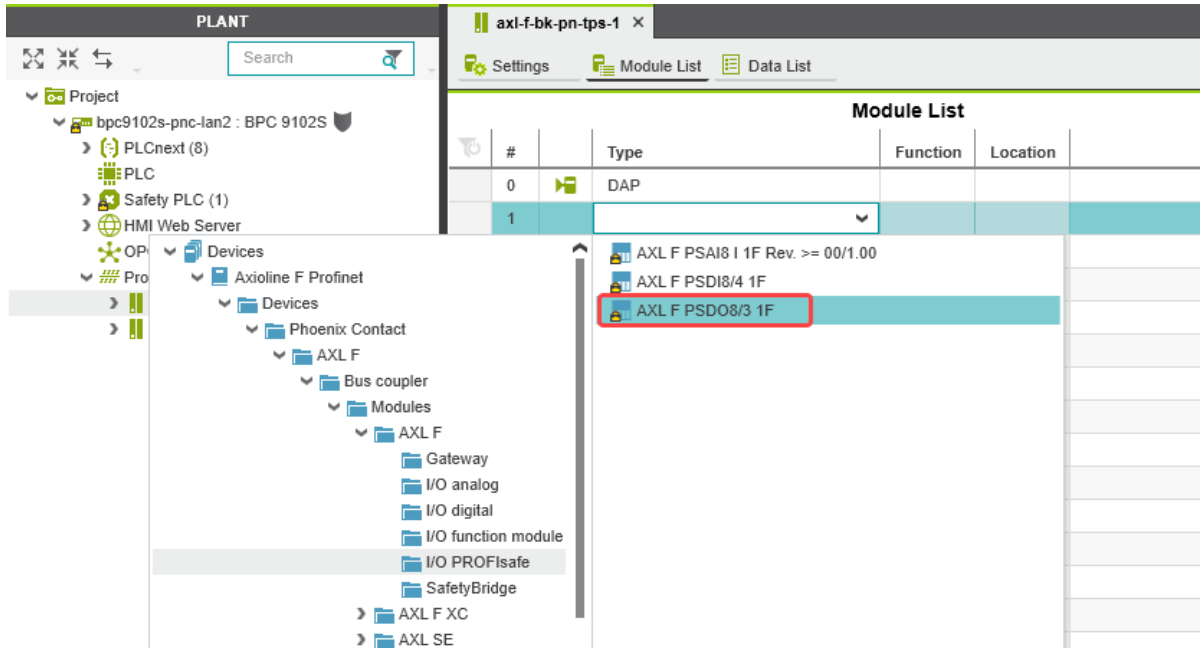 PLANT
axl-f-bk-pn-tps-1
Search
Settings
Module List
Data List
Project
bpc9102s-pnc-lan2 : BPC 9102S
PLCnext (8)
PLC
Safety PLC (1)
HMI Web Server
OP
Pro
Module List
# Type Function Location
0 DAP
1
Devices
Axioline F Profinet
Devices
Phoenix Contact
AXL F
Bus coupler
Modules
AXL F
Gateway
I/O analog
I/O digital
I/O function module
I/O PROFIsafe
SafetyBridge
AXL F XC
AXL SE
AXL F PSAI8 I 1F Rev. >= 00/1.00
AXL F PSDI8/4 1F
AXL F PSDO8/3 1F